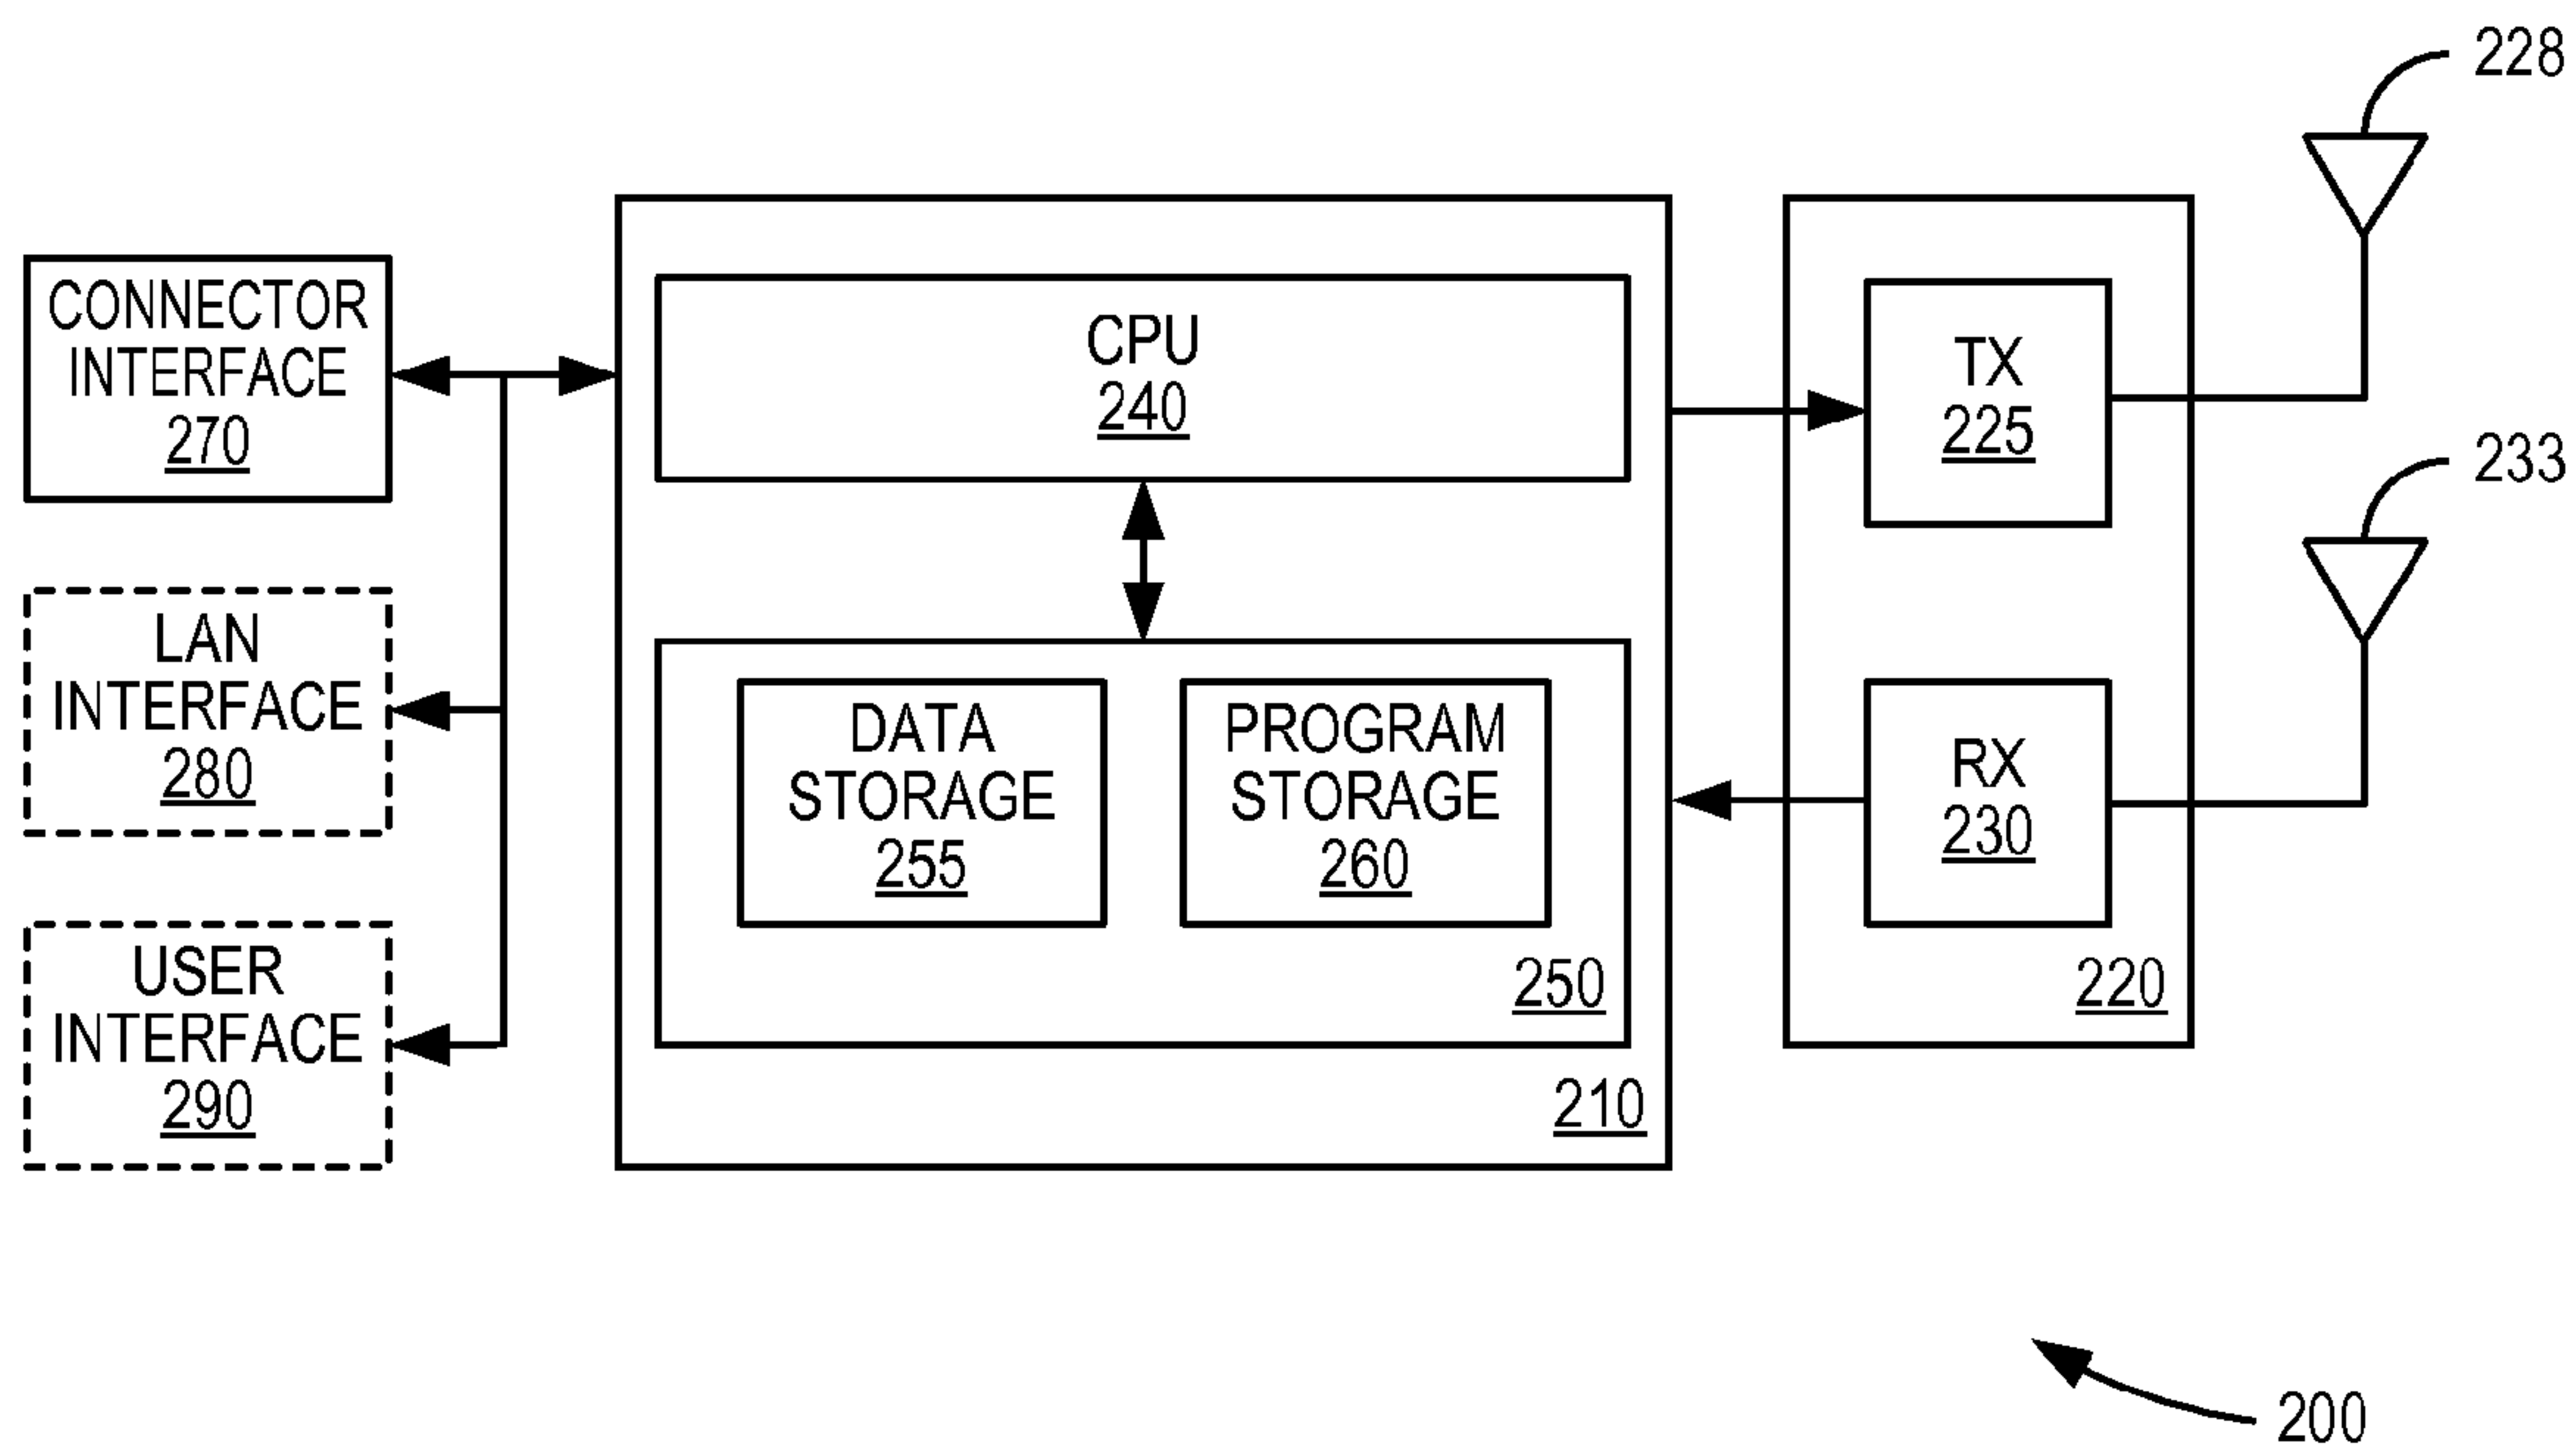 228
CONNECTOR
INTERFACE
270
CPU
240
TX
225
233
LAN
INTERFACE
280
DATA
STORAGE
255
PROGRAM
STORAGE
260
RX
230
USER
INTERFACE
290
250
220
210
200